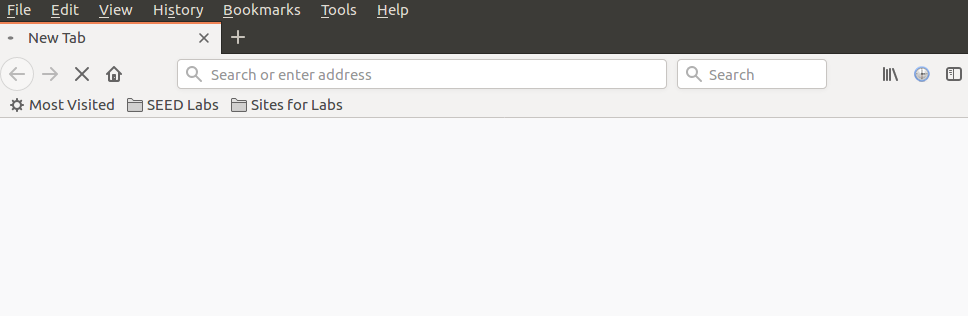 File Edit View History Bookmarks Tools Help
New Tab
Search or enter address Search
Most Visited SEED Labs Sites for Labs